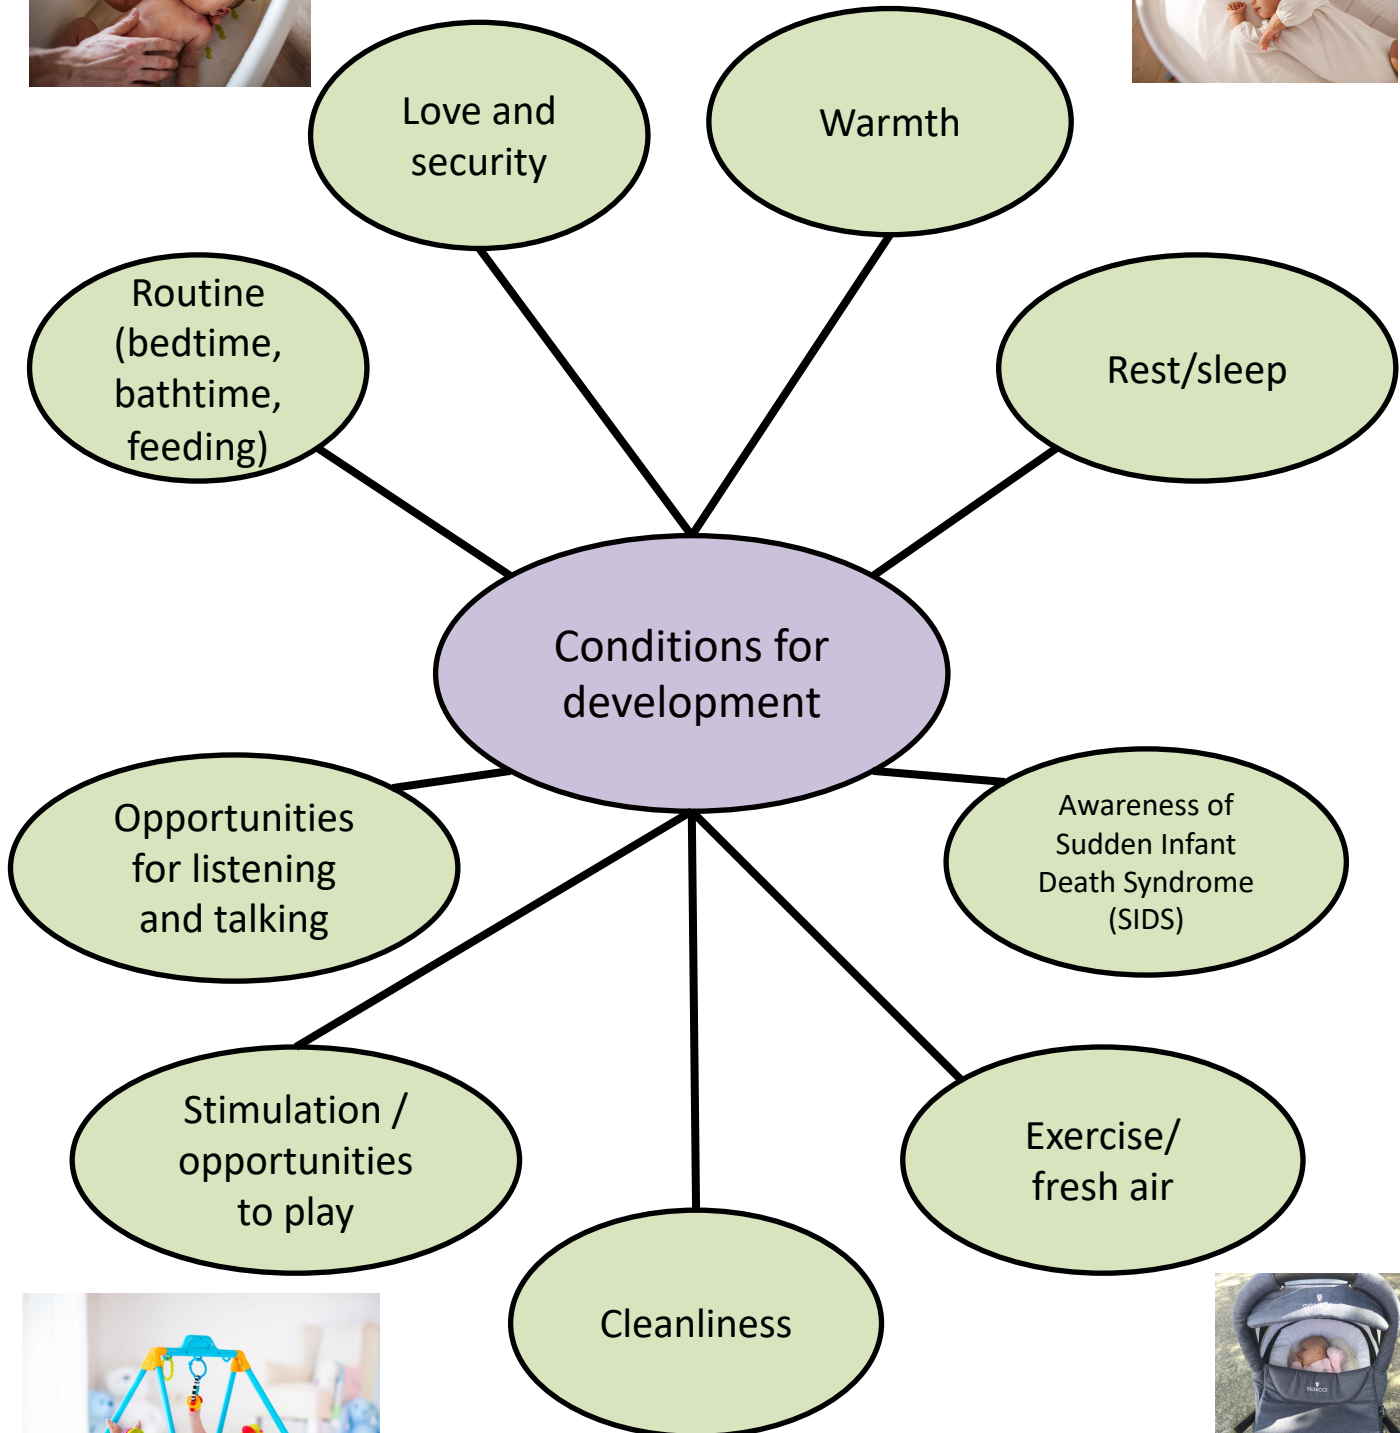 Love and
security
Warmth
Routine
(bedtime,
bathtime,
feeding)
Rest/sleep
Conditions for
development
Opportunities
for listening
and talking
Awareness of
Sudden Infant
Death Syndrome
(SIDS)
Stimulation /
opportunities
to play
Exercise/
fresh air
Cleanliness